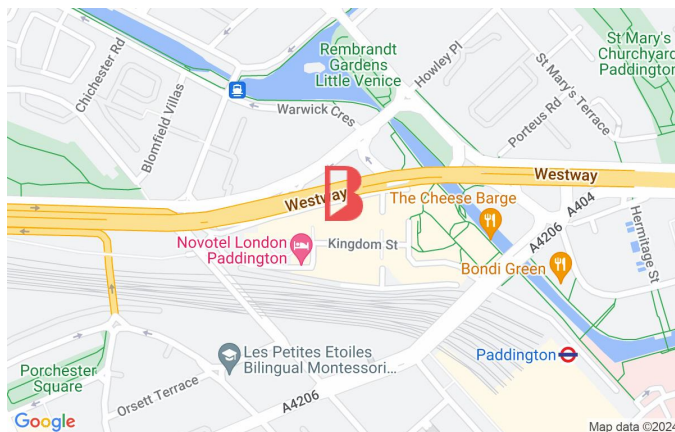 Rembrandt
Gardens
Little Venice
St Mary's
Churchyard
Paddington
Chichester Rd
Blomfield Villas
Warwick Cres
Howley Pl
St Mary's Terrace
Porteus Rd
Westway
Westway
B
The Cheese Barge
A404
A4206
Hermitage St
Novotel London
Paddington
Kingdom St
Bondi Green
Les Petites Etoiles
Bilingual Montessori...
Paddington
Porchester
Square
Orsett Terrace
A4206
Google
Map data ©2024